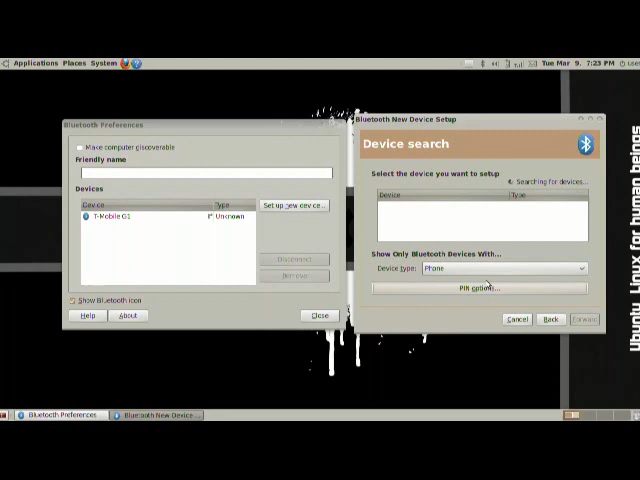 Applications Places System
Tue Mar 9, 7:23 PM
Bluetooth Preferences
Make computer discoverable
Friendly name
Devices
Device Type
T-Mobile G1 Unknown
Set up new device...
Disconnect
Remove
Show Bluetooth icon
Help About Close
Bluetooth New Device Setup
Device search
Select the device you want to setup
Searching for devices...
Device Type
Show Only Bluetooth Devices With...
Device type: Phone
PIN options...
Cancel Back Forward
Ubuntu, Linux for human beings
Bluetooth Preferences Bluetooth New Device...